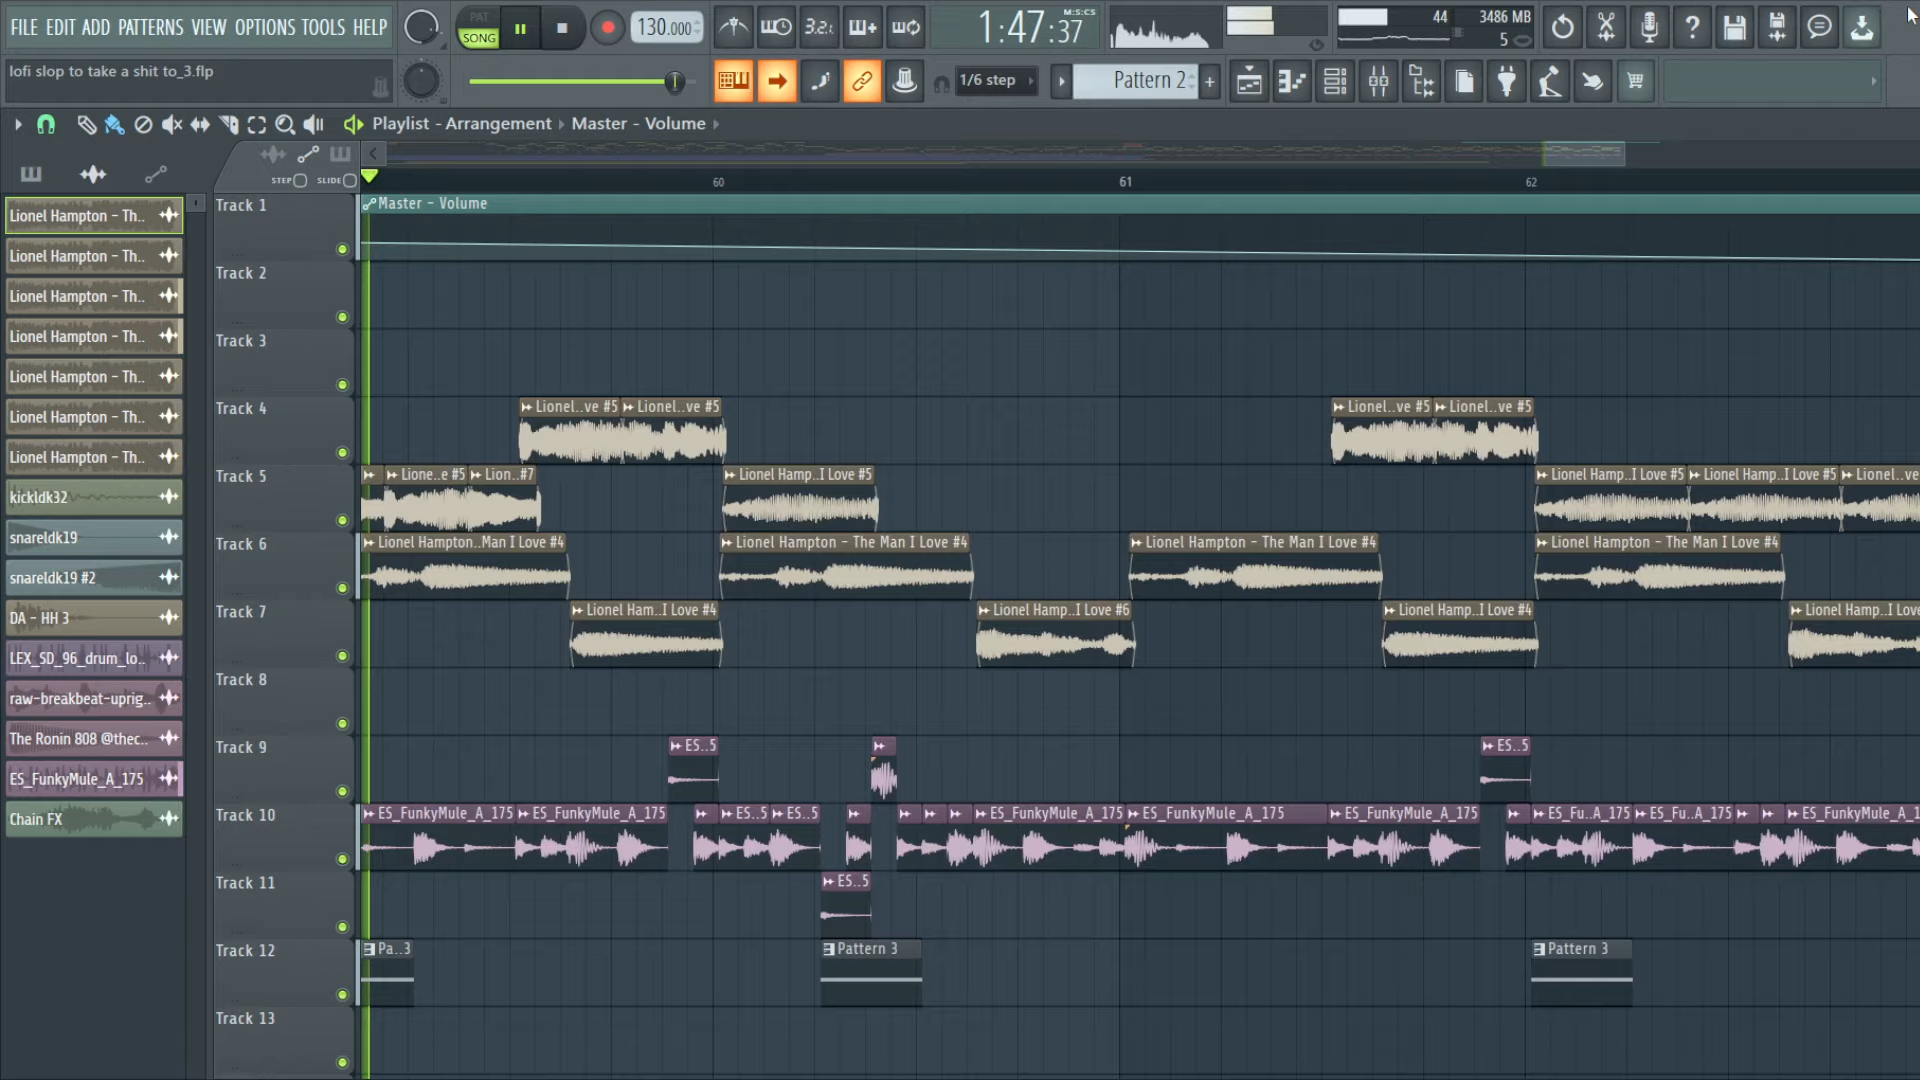 FILE EDIT ADD PATTERNS VIEW OPTIONS TOOLS HELP
PAT
SONG
130.000
3.2.
1:47:37
M:S:CS
44
3486 MB
5
lofi slop to take a shit to_3.flp
1/6 step
Pattern 2
+
Playlist - Arrangement
Master - Volume
STEP
SLIDE
60
61
62
Lionel Hampton - Th..
Lionel Hampton - Th..
Lionel Hampton - Th..
Lionel Hampton - Th..
Lionel Hampton - Th..
Lionel Hampton - Th..
Lionel Hampton - Th..
kickldk32
snareldk19
snareldk19 #2
DA - HH 3
LEX_SD_96_drum_lo..
raw-breakbeat-uprig..
The Ronin 808 @thec..
ES_FunkyMule_A_175
Chain FX
Track 1
Master - Volume
Track 2
Track 3
Track 4
Lionel..ve #5
Lionel..ve #5
Lionel..ve #5
Lionel..ve #5
Track 5
Lione..e #5
Lion..#7
Lionel Hamp..I Love #5
Lionel Hamp..I Love #5
Lionel Hamp..I Love #5
Lionel..ve
Track 6
Lionel Hampton..Man I Love #4
Lionel Hampton - The Man I Love #4
Lionel Hampton - The Man I Love #4
Lionel Hampton - The Man I Love #4
Track 7
Lionel Ham..I Love #4
Lionel Hamp..I Love #6
Lionel Hamp..I Love #4
Lionel Hamp..I Love
Track 8
Track 9
ES..5
ES..5
Track 10
ES_FunkyMule_A_175
ES_FunkyMule_A_175
ES..5
ES..5
ES_FunkyMule_A_175
ES_FunkyMule_A_175
ES_FunkyMule_A_175
ES_Fu..A_175
ES_Fu..A_175
ES_FunkyMule_A_1
Track 11
ES..5
Track 12
Pa..3
Pattern 3
Pattern 3
Track 13